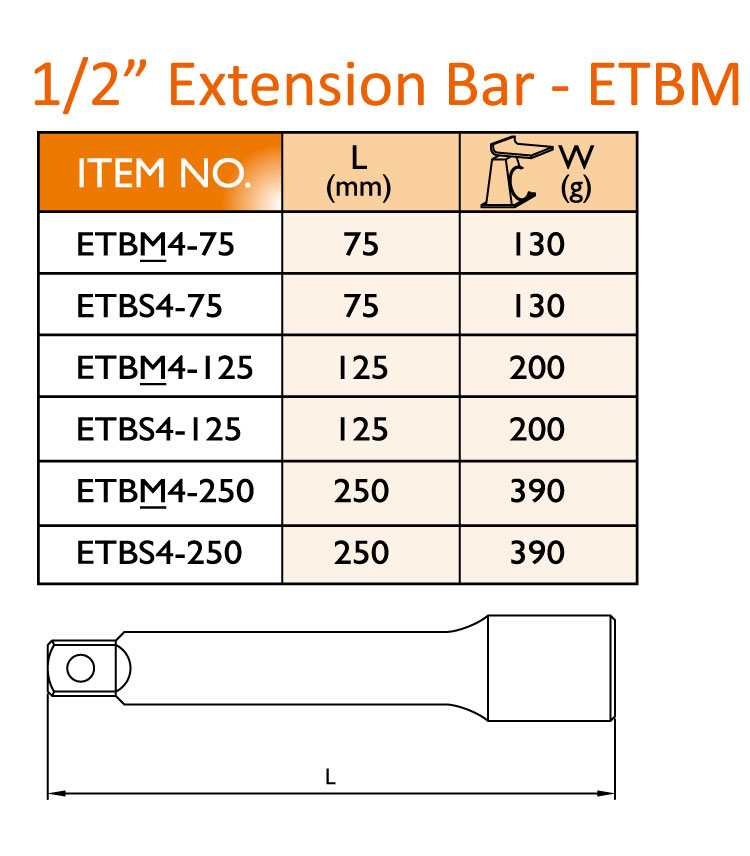 1/2” Extension Bar - ETBM
ITEM NO. L (mm) W (g)
ETBM4-75 75 130
ETBS4-75 75 130
ETBM4-125 125 200
ETBS4-125 125 200
ETBM4-250 250 390
ETBS4-250 250 390
L